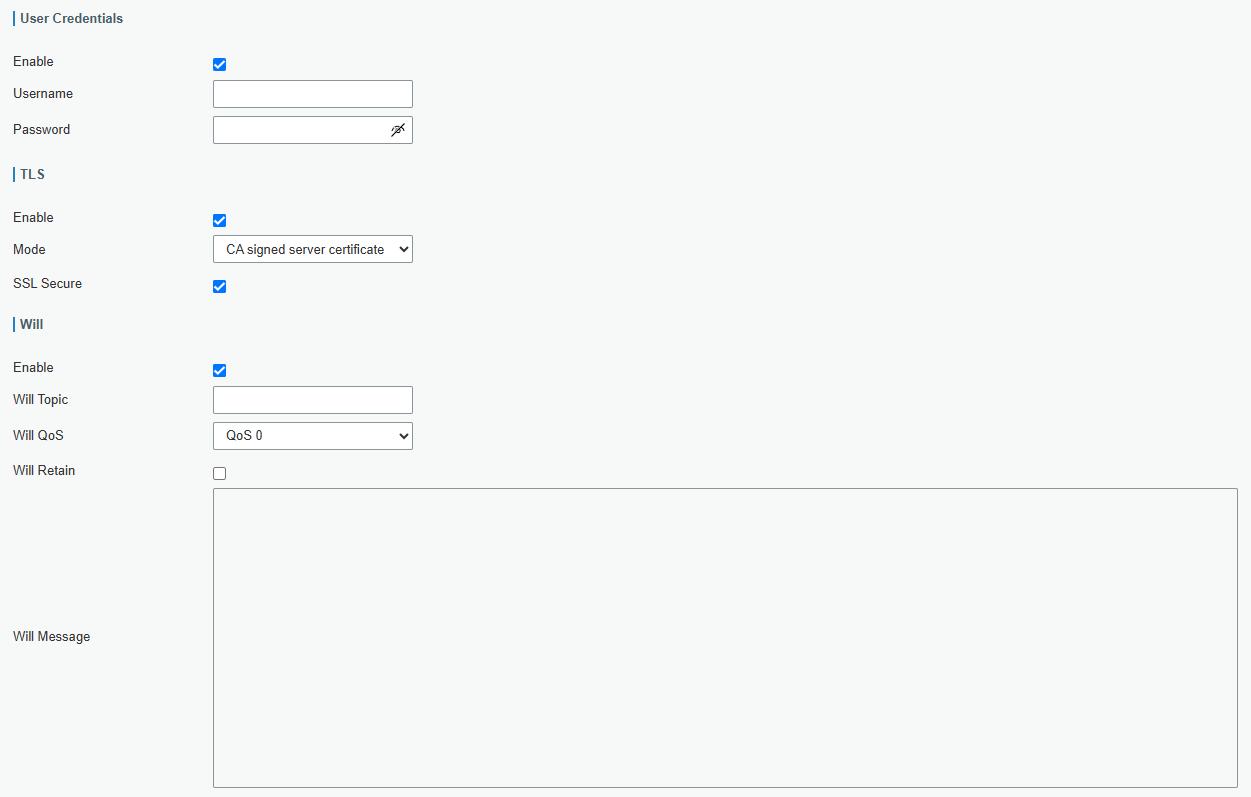 User Credentials
Enable
Username
Password
TLS
Enable
Mode CA signed server certificate
SSL Secure
Will
Enable
Will Topic
Will QoS QoS 0
Will Retain
Will Message